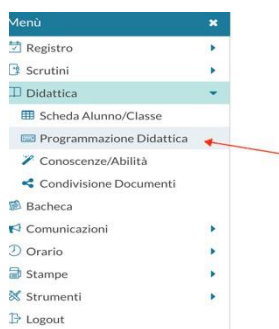 Menù
Registro
Scrutini
Didattica
Scheda Alunno/Classe
Programmazione Didattica
Conoscenze/Abilità
Condivisione Documenti
Bacheca
Comunicazioni
Orario
Stampe
Strumenti
Logout